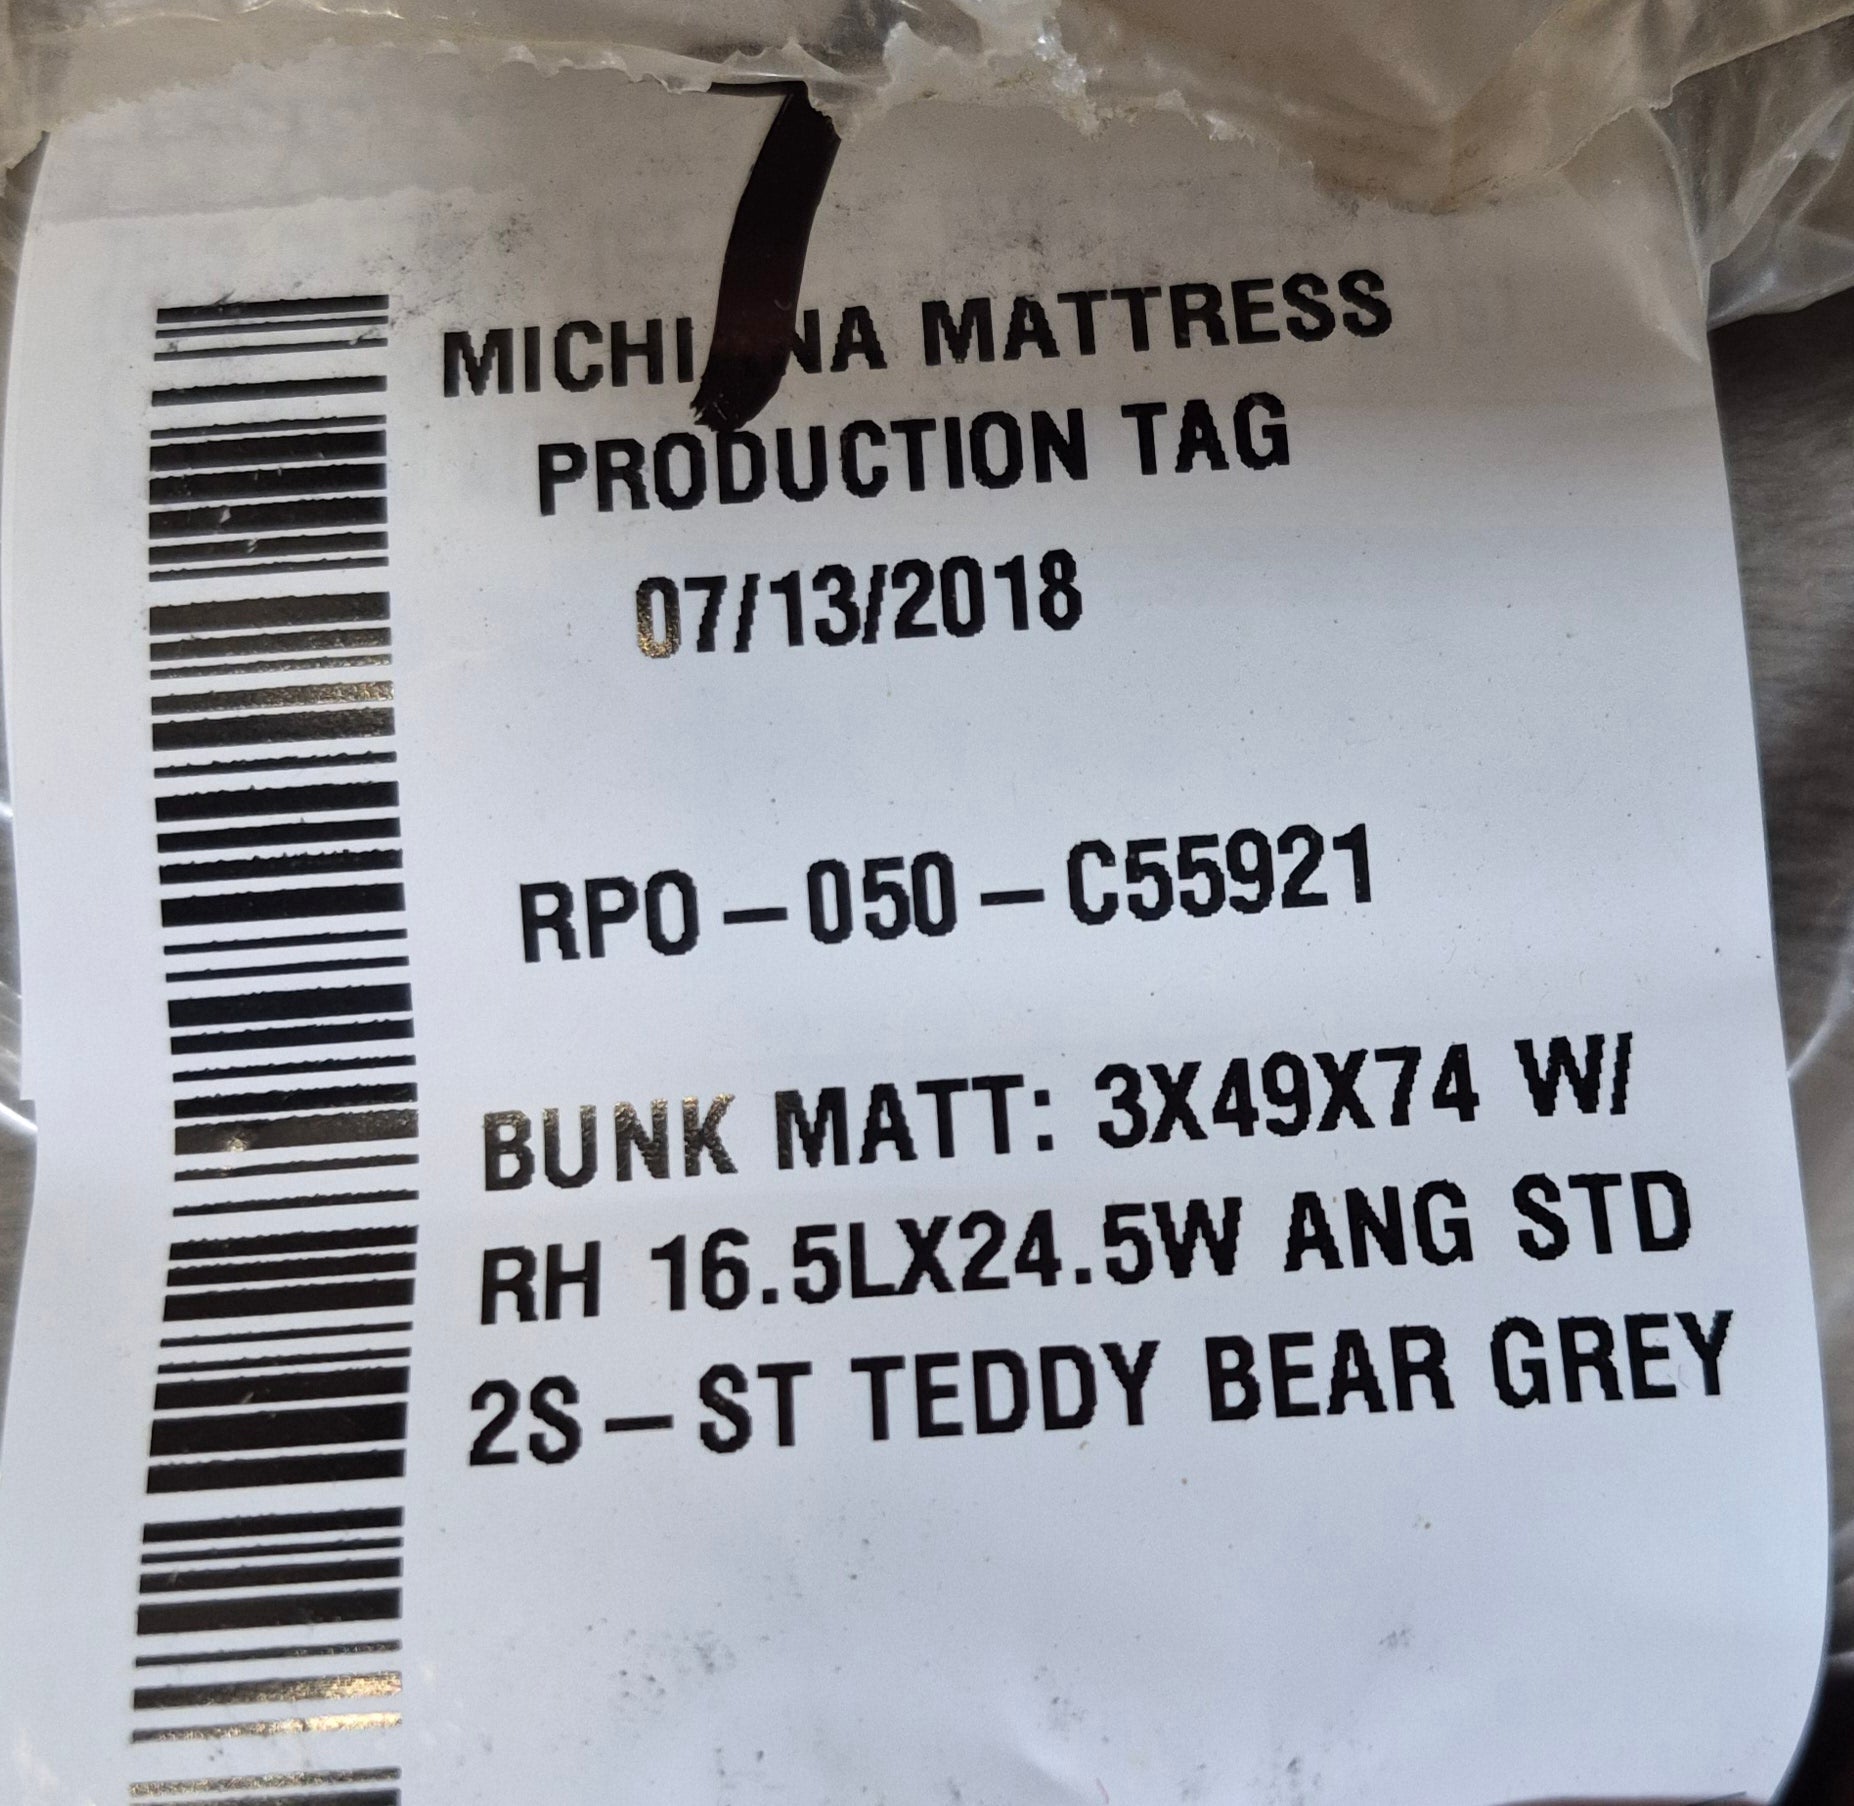 MATTRESS
PRODUCTION TAG
07/13/2018
RPO-050-C55921
BUNK MATT: 3X49X74 W/
RH 16.5LX24.5W ANG STD
2S-ST TEDDY BEAR GREY